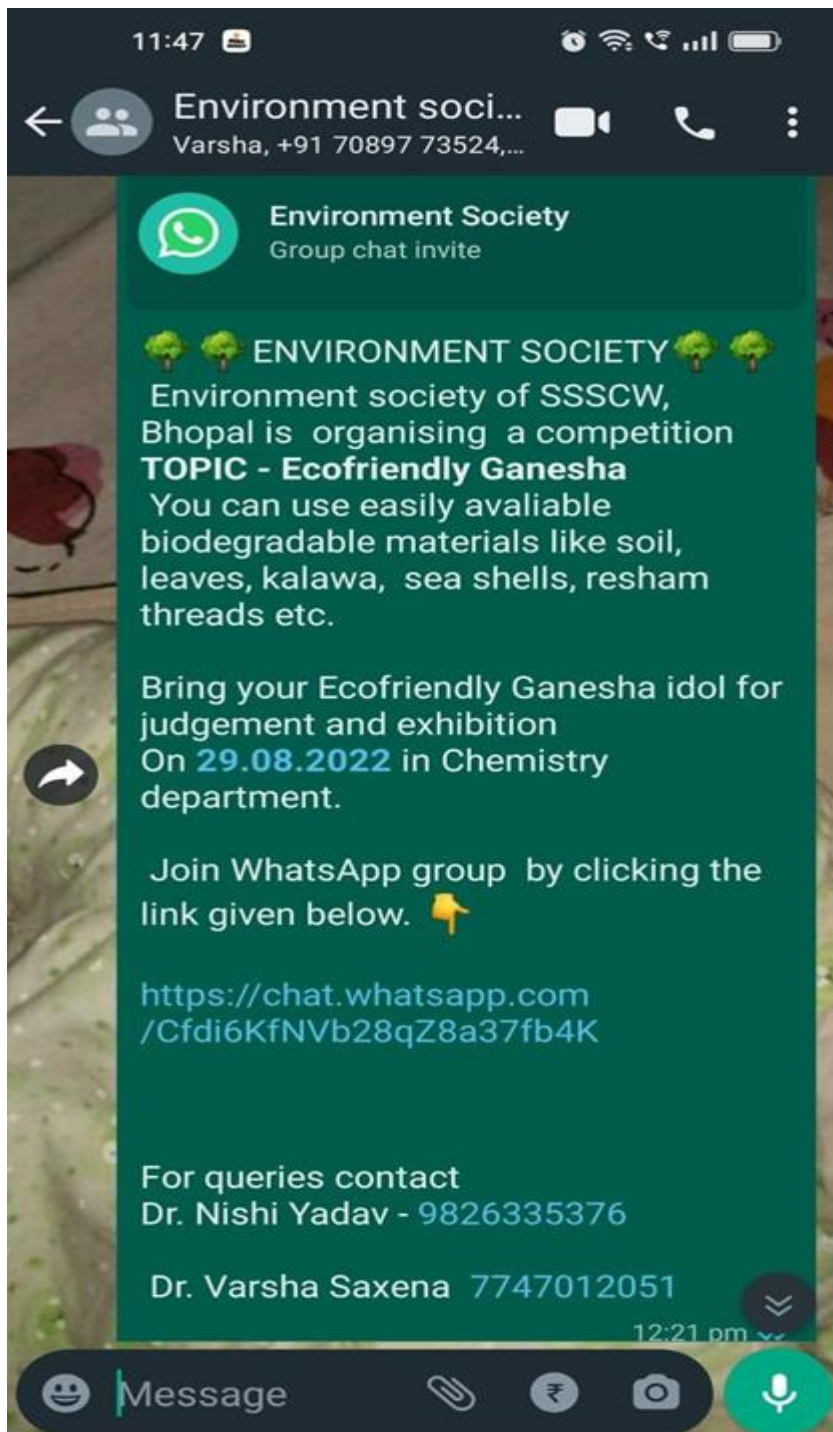 11:47
Environment soci...
Varsha, +91 70897 73524,...
Environment Society
Group chat invite
🌳 🌳 ENVIRONMENT SOCIETY🌳 🌳
Environment society of SSSCW,
Bhopal is organising a competition
TOPIC - Ecofriendly Ganesha
You can use easily avaliable
biodegradable materials like soil,
leaves, kalawa, sea shells, resham
threads etc.
Bring your Ecofriendly Ganesha idol for
judgement and exhibition
On 29.08.2022 in Chemistry
department.
Join WhatsApp group by clicking the
link given below. 👇
https://chat.whatsapp.com
/Cfdi6KfNVb28qZ8a37fb4K
For queries contact
Dr. Nishi Yadav - 9826335376
Dr. Varsha Saxena 7747012051
12:21 pm
Message